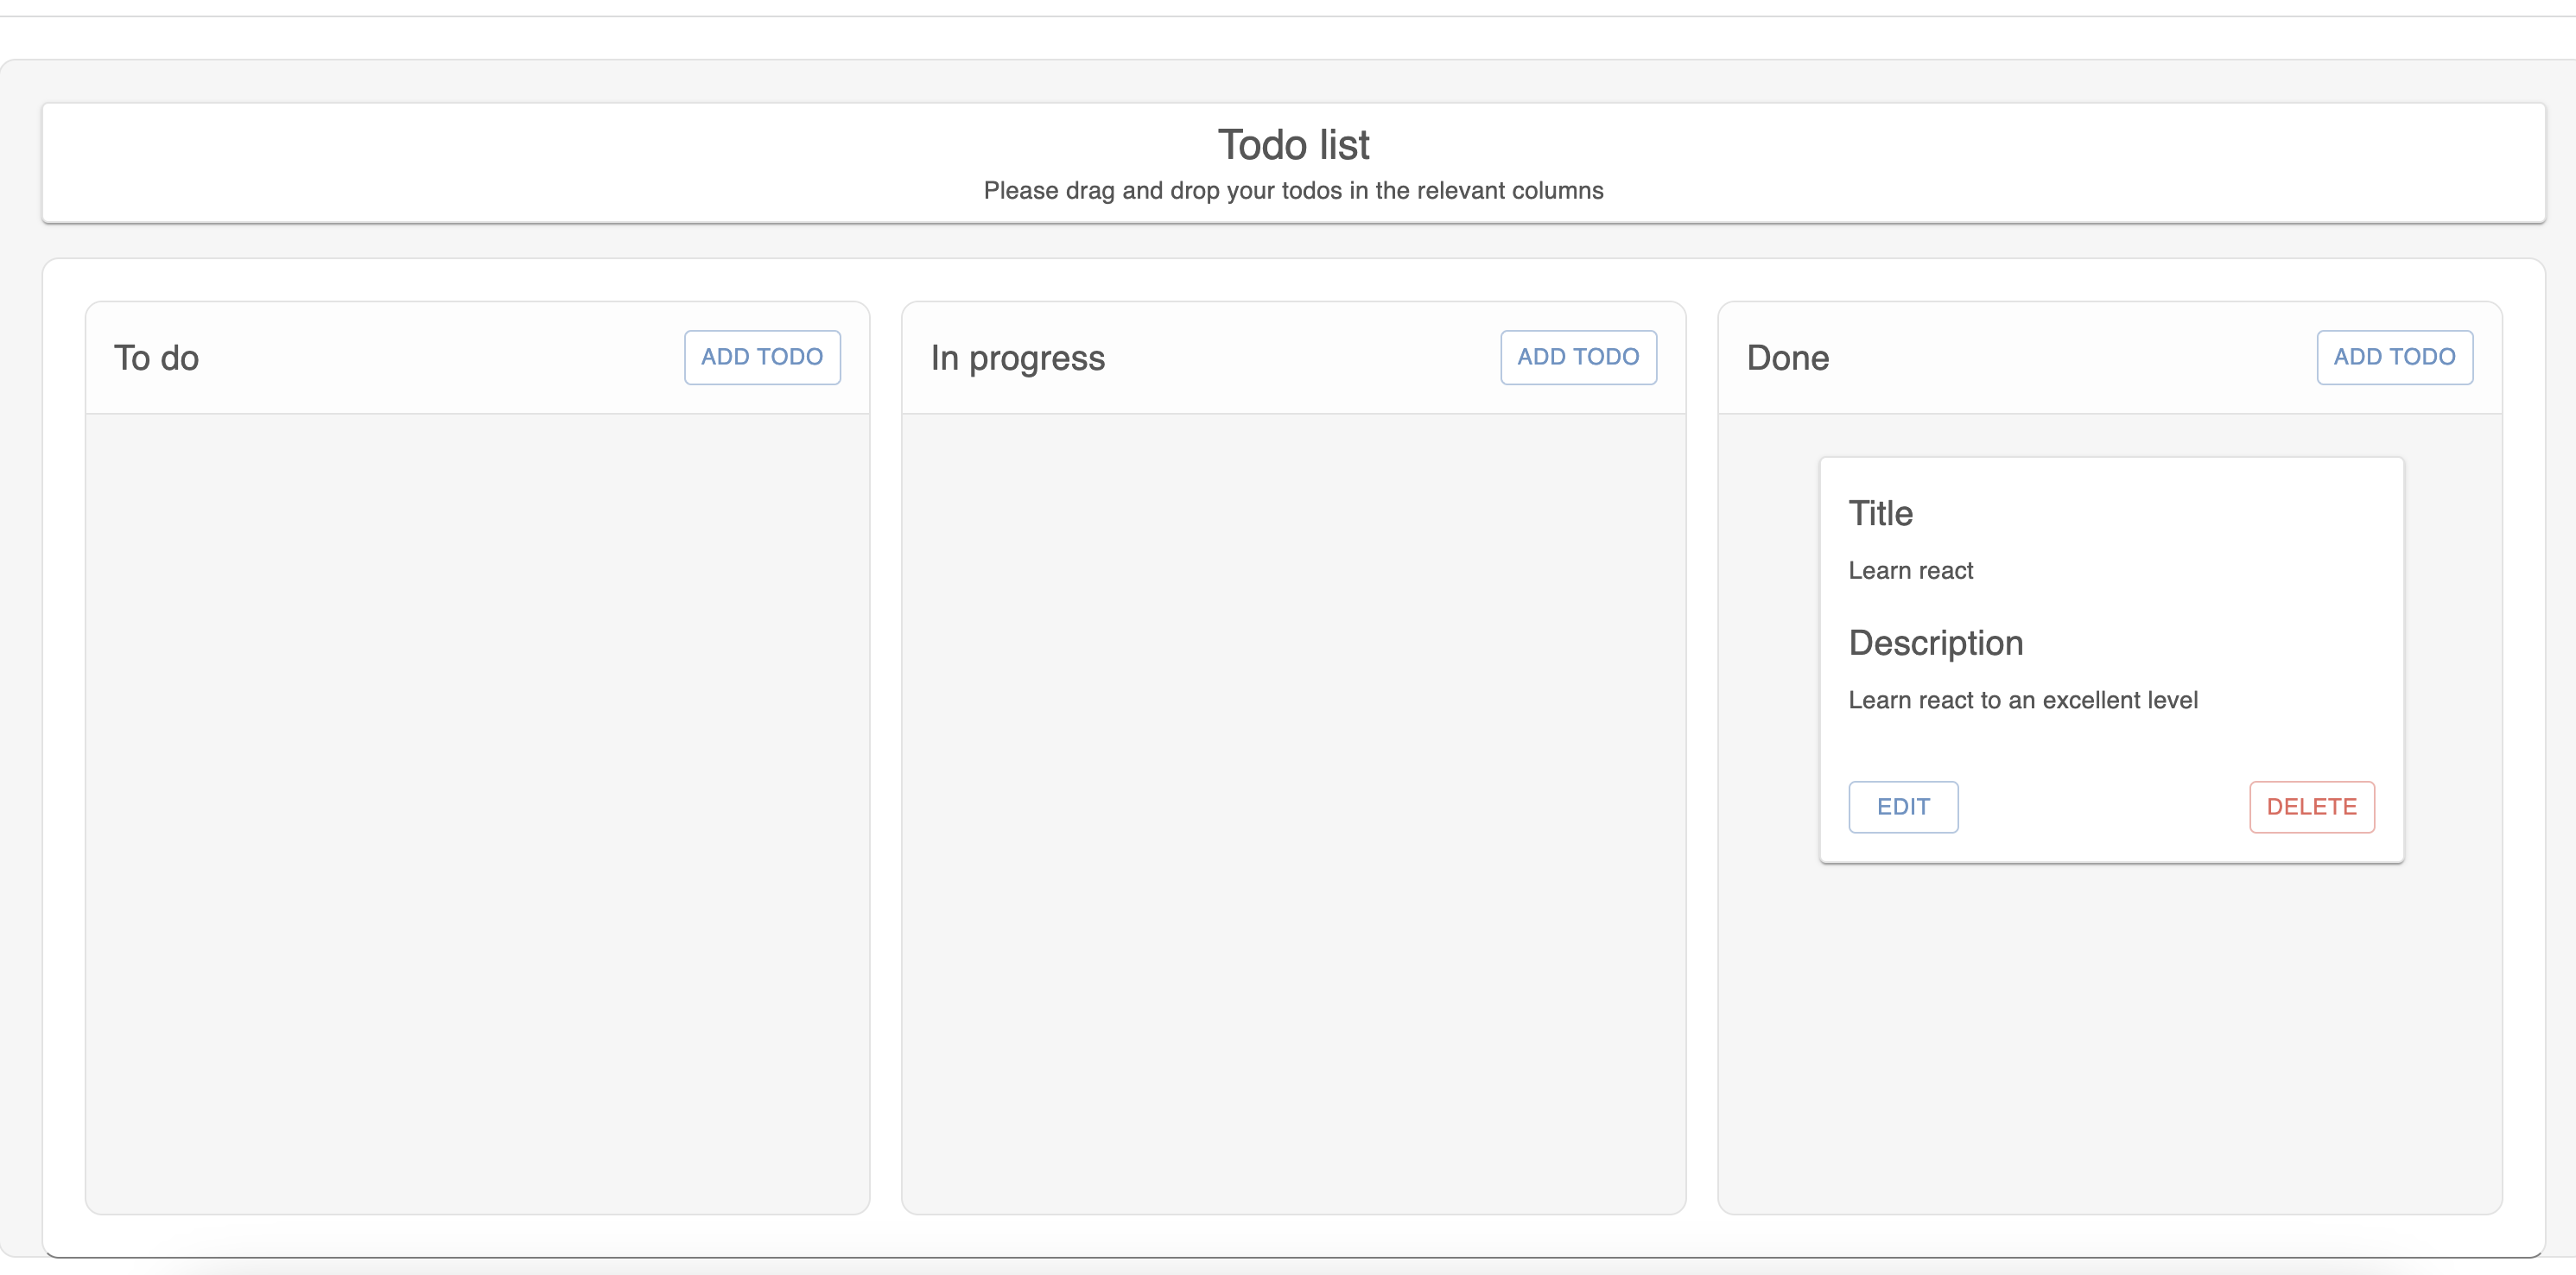 Todo list
Please drag and drop your todos in the relevant columns
To do
ADD TODO
In progress
ADD TODO
Done
ADD TODO
Title
Learn react
Description
Learn react to an excellent level
EDIT
DELETE